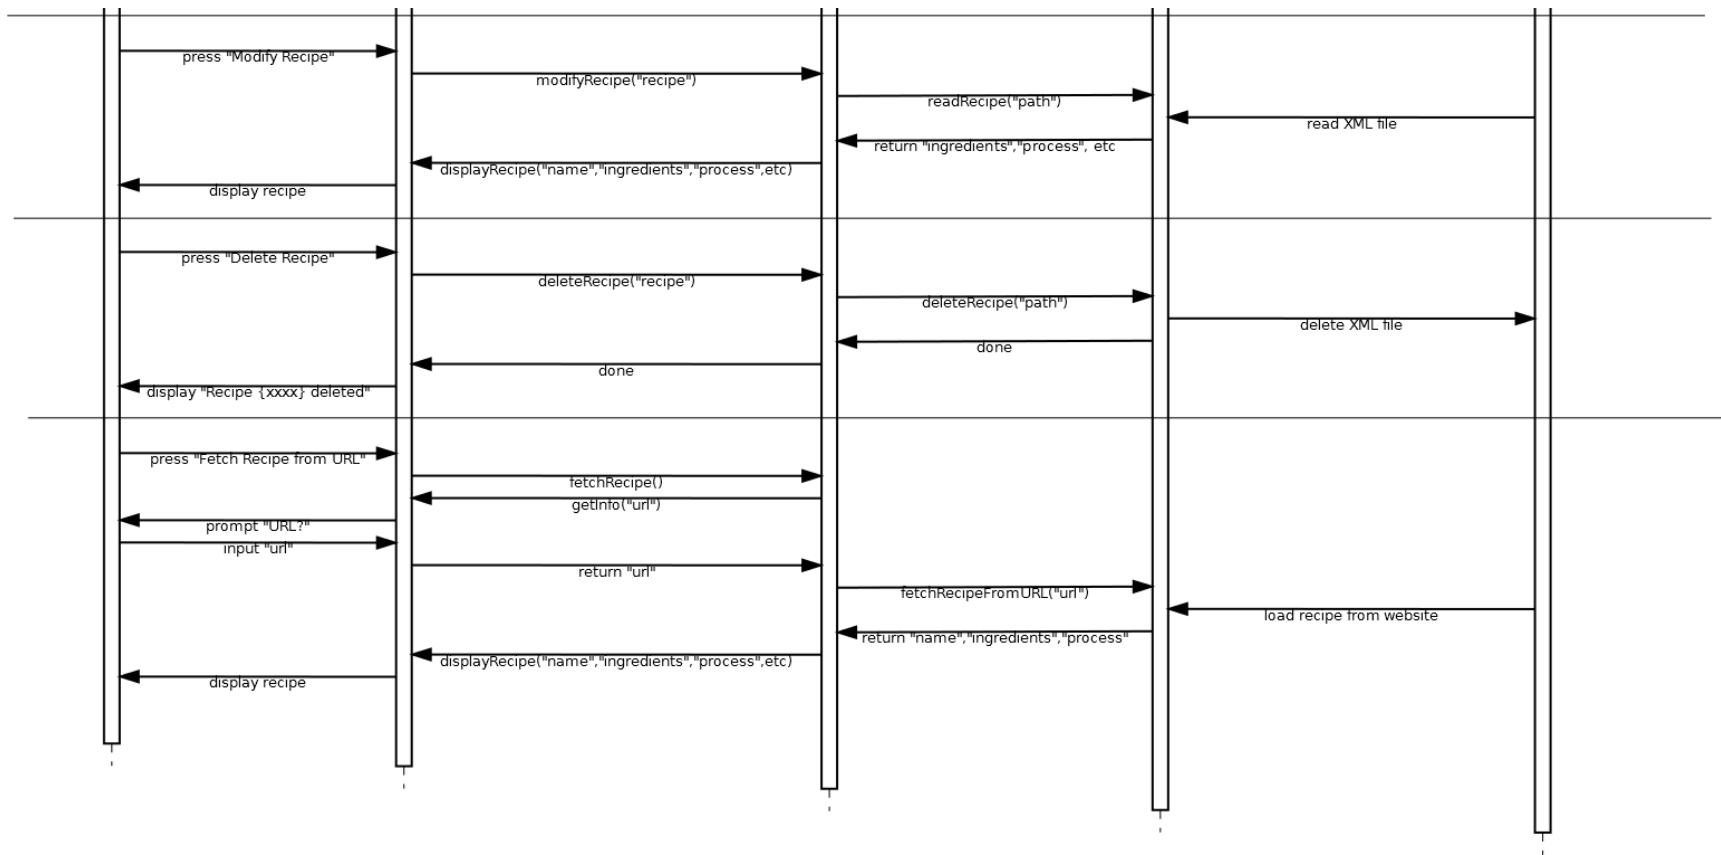 press "Modify Recipe"
modifyRecipe("recipe")
readRecipe("path")
read XML file
return "ingredients","process", etc
displayRecipe("name","ingredients","process",etc)
display recipe
press "Delete Recipe"
deleteRecipe("recipe")
deleteRecipe("path")
delete XML file
done
done
display "Recipe {xxxx} deleted"
press "Fetch Recipe from URL"
fetchRecipe()
getInfo("url")
prompt "URL?"
input "url"
return "url"
fetchRecipeFromURL("url")
load recipe from website
return "name","ingredients","process"
displayRecipe("name","ingredients","process",etc)
display recipe